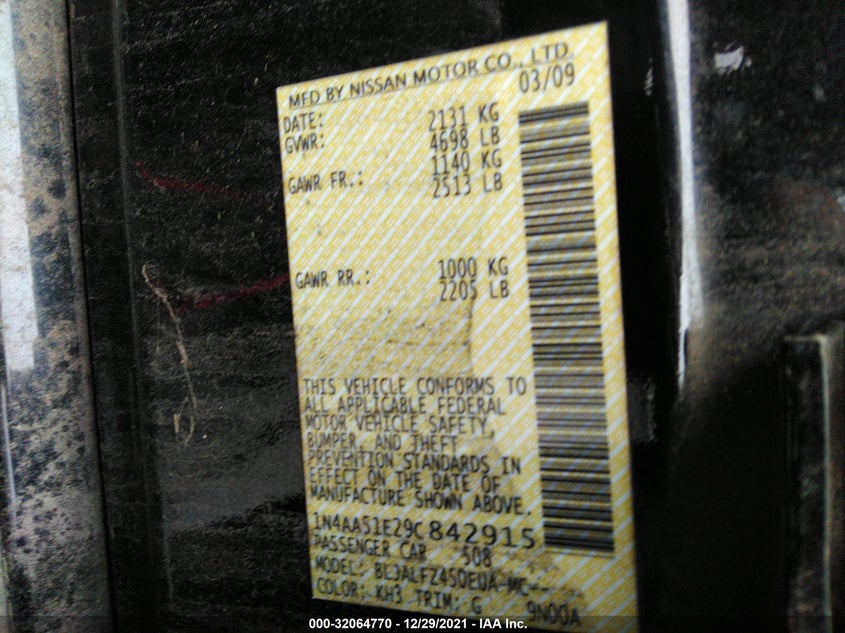 MFD BY NISSAN MOTOR CO., LTD.
03/09
DATE: 2131 KG
GVWR: 4698 LB
1140 KG
GAWR FR.: 2513 LB
1000 KG
GAWR RR.: 2205 LB
THIS VEHICLE CONFORMS TO
ALL APPLICABLE FEDERAL
MOTOR VEHICLE SAFETY,
BUMPER, AND THEFT
PREVENTION STANDARDS IN
EFFECT ON THE DATE OF
MANUFACTURE SHOWN ABOVE.
1N4AA51E29C842915
PASSENGER CAR 508
MODEL: BLJALFZ45QEUA-MC--
COLOR: KH3 TRIM: G 9N00A
000-32064770 - 12/29/2021 - IAA Inc.